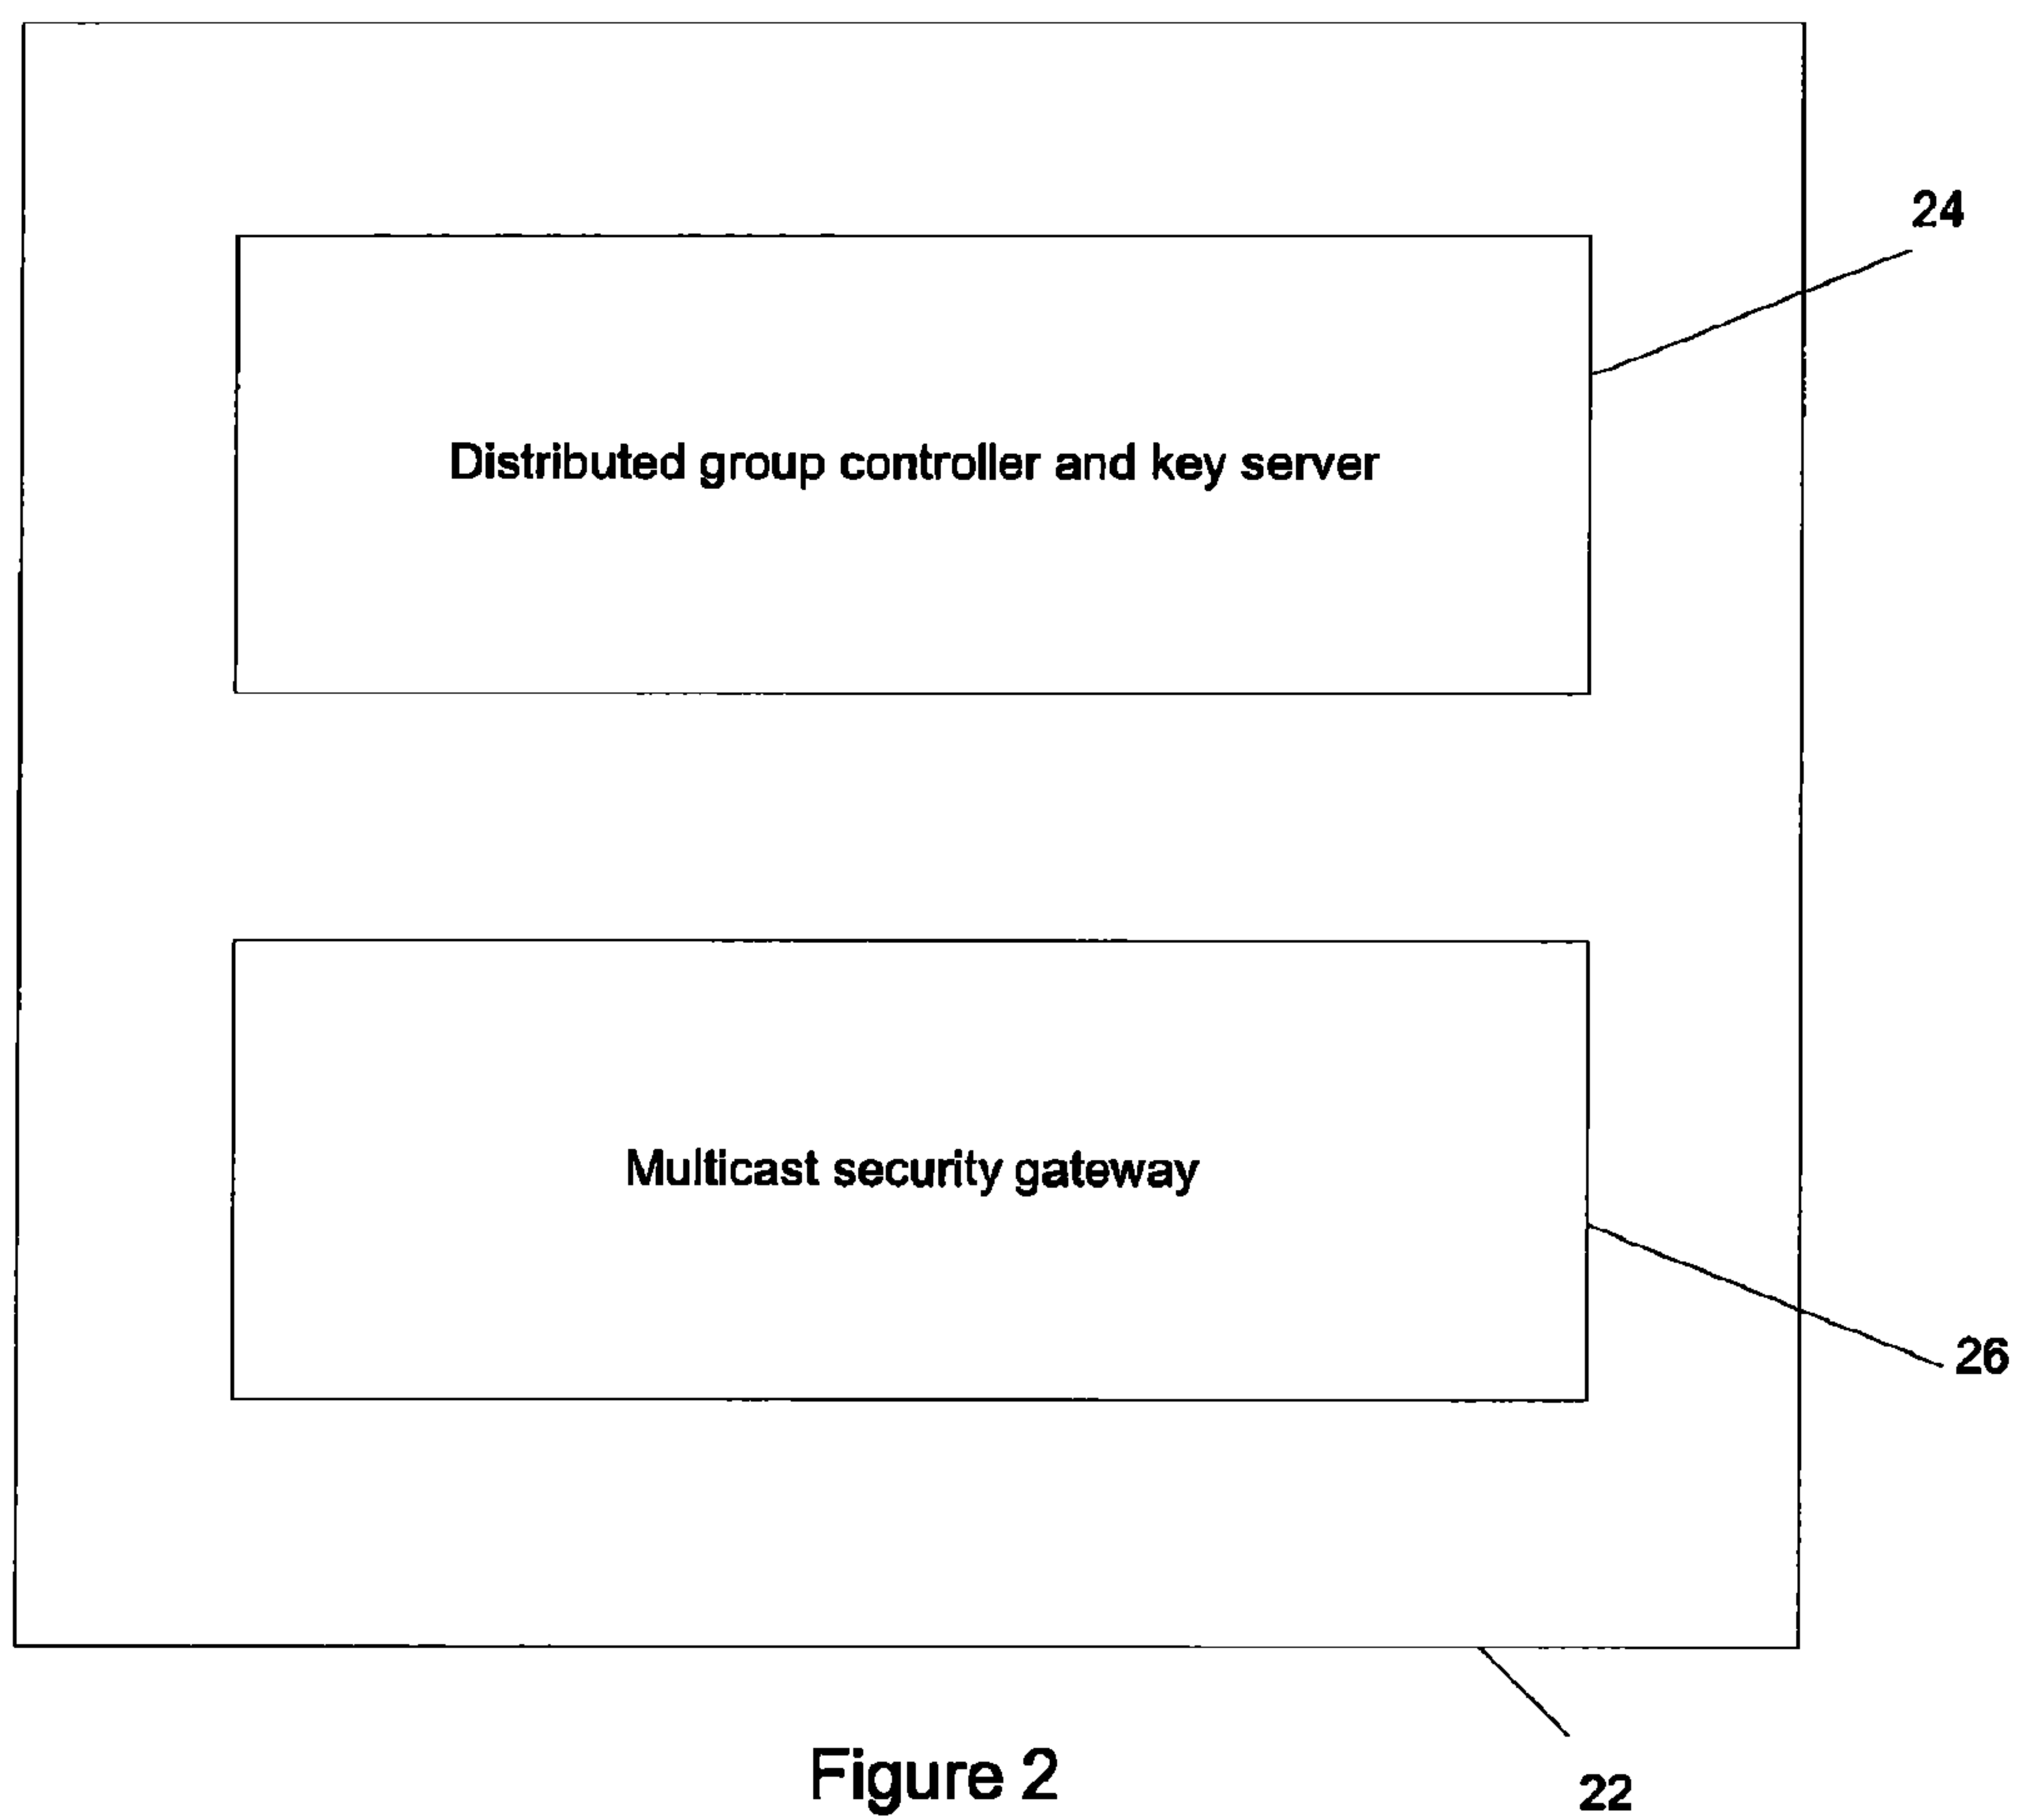 24
Distributed group controller and key server
Multicast security gateway
26
Figure 2
22